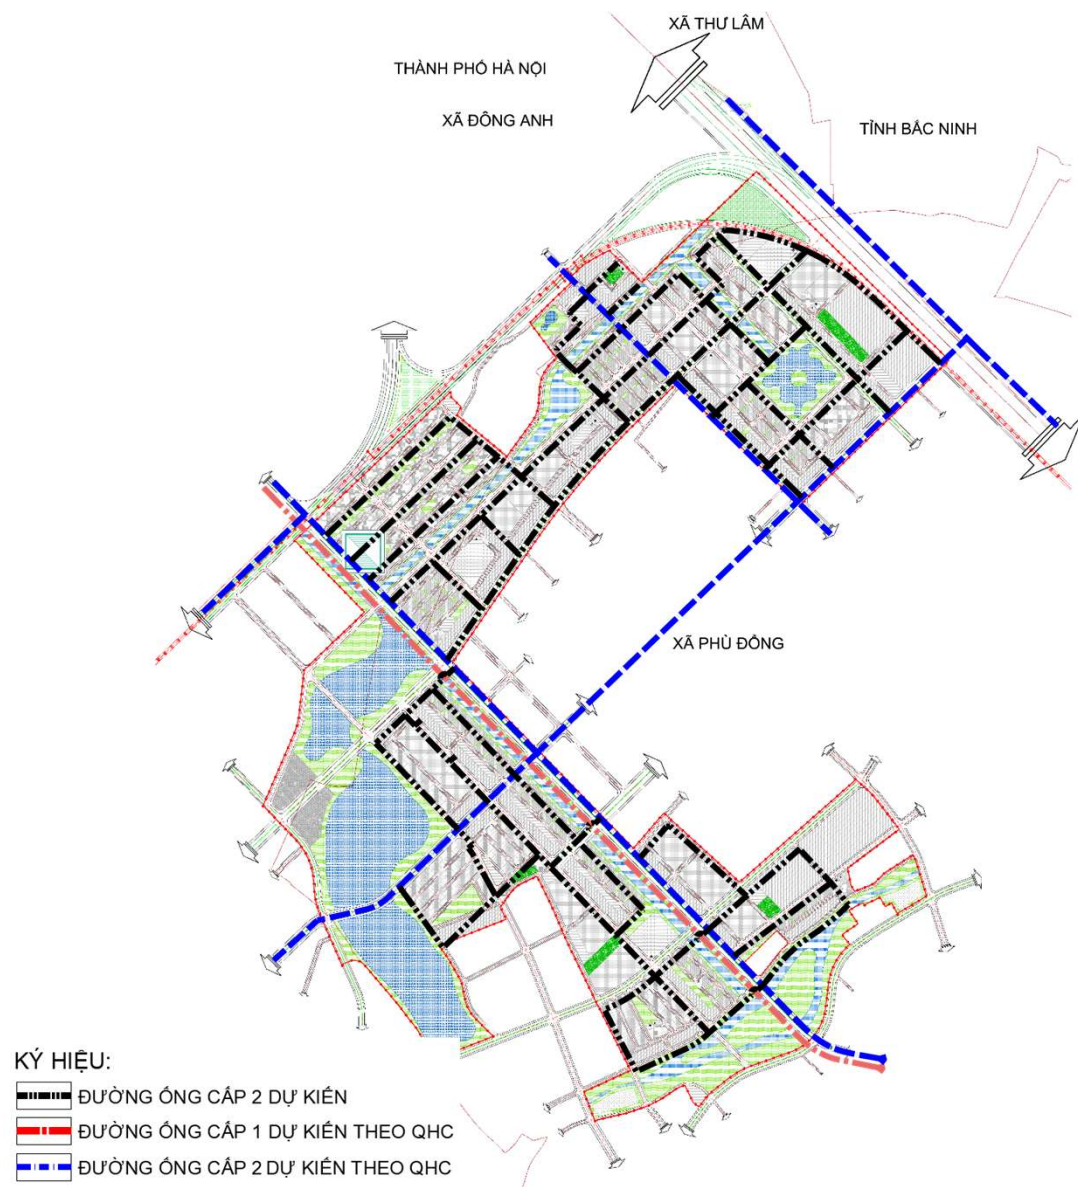 XÃ THƯ LÂM
THÀNH PHỐ HÀ NỘI
XÃ ĐÔNG ANH
TỈNH BẮC NINH
XÃ PHÙ ĐỔNG
KÝ HIỆU:
ĐƯỜNG ỐNG CẤP 2 DỰ KIẾN
ĐƯỜNG ỐNG CẤP 1 DỰ KIẾN THEO QHC
ĐƯỜNG ỐNG CẤP 2 DỰ KIẾN THEO QHC